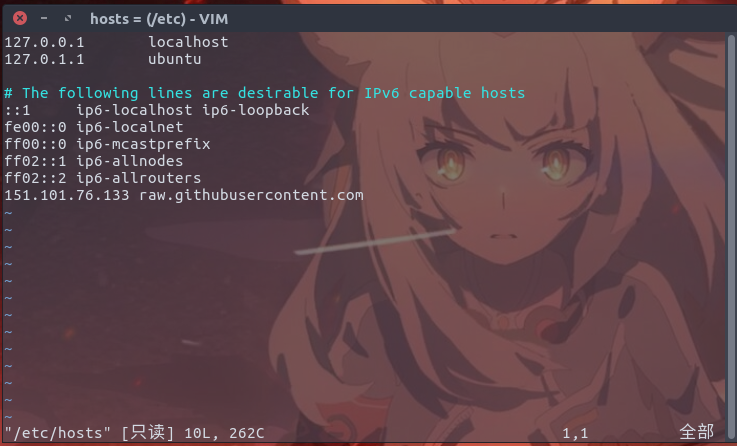 hosts = (/etc) - VIM
127.0.0.1       localhost
127.0.1.1       ubuntu
# The following lines are desirable for IPv6 capable hosts
::1     ip6-localhost ip6-loopback
fe00::0 ip6-localnet
ff00::0 ip6-mcastprefix
ff02::1 ip6-allnodes
ff02::2 ip6-allrouters
151.101.76.133 raw.githubusercontent.com
~
~
~
~
~
~
~
~
~
~
~
~
~
"/etc/hosts" [只读] 10L, 262C 1,1 全部